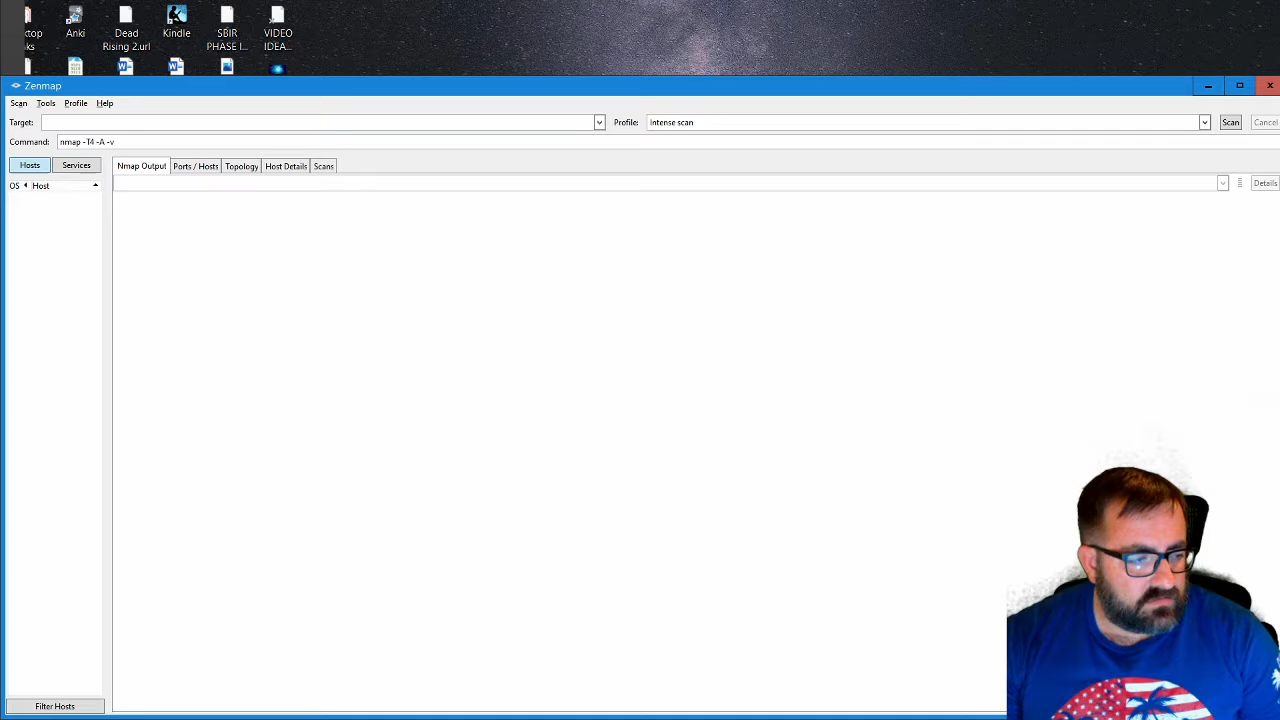 ktop
ks
Anki
Dead
Rising 2.url
Kindle
SBIR
PHASE I...
VIDEO
IDEA...
Zenmap
Scan Tools Profile Help
Target: Profile: Intense scan Scan Cancel
Command: nmap -T4 -A -v
Hosts Services Nmap Output Ports / Hosts Topology Host Details Scans
OS Host Details
Filter Hosts